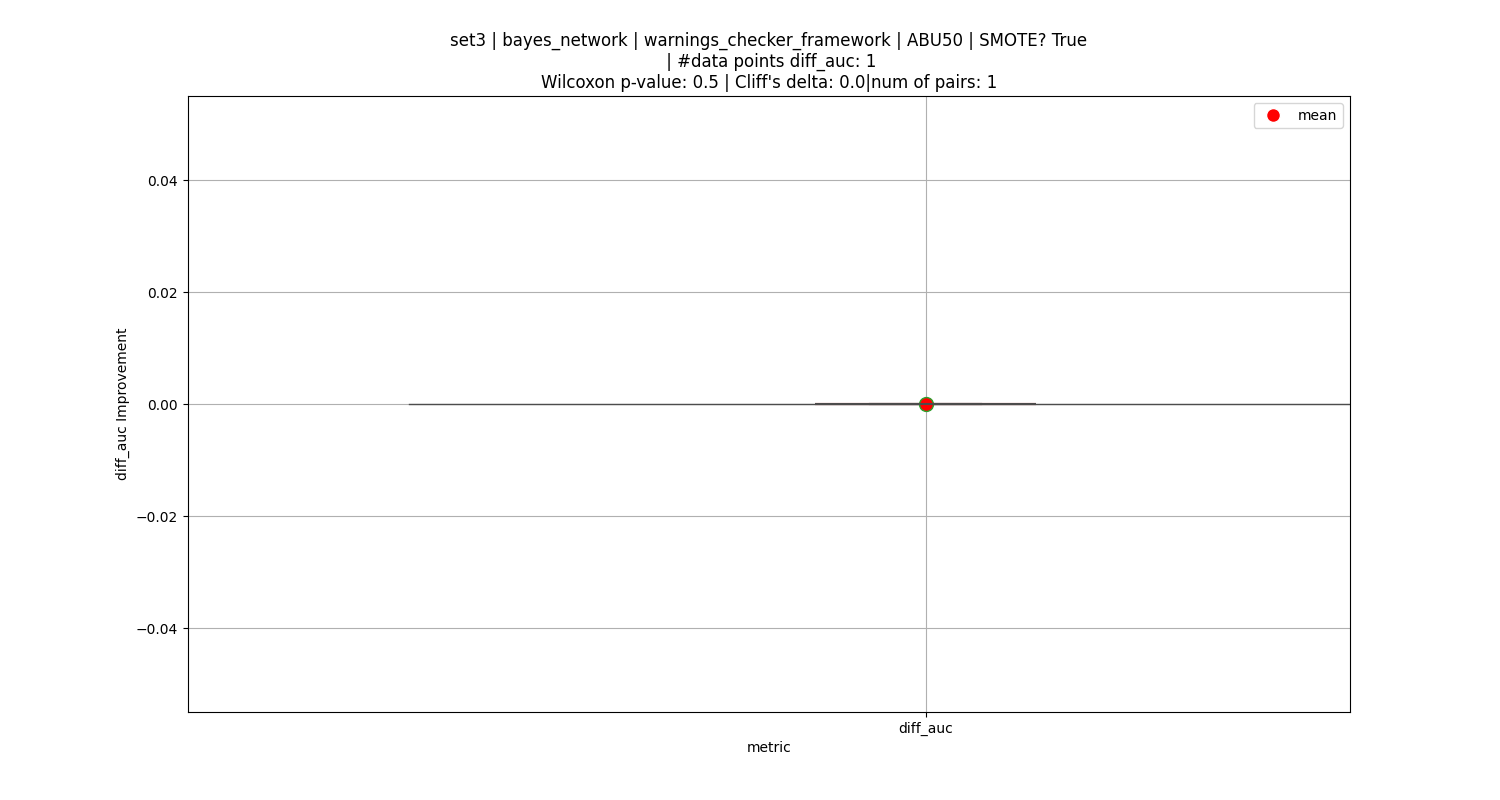 set3 | bayes_network | warnings_checker_framework | ABU50 | SMOTE? True
| #data points diff_auc: 1
Wilcoxon p-value: 0.5 | Cliff's delta: 0.0|num of pairs: 1
mean
0.04
0.02
0.00
−0.02
−0.04
diff_auc Improvement
diff_auc
metric